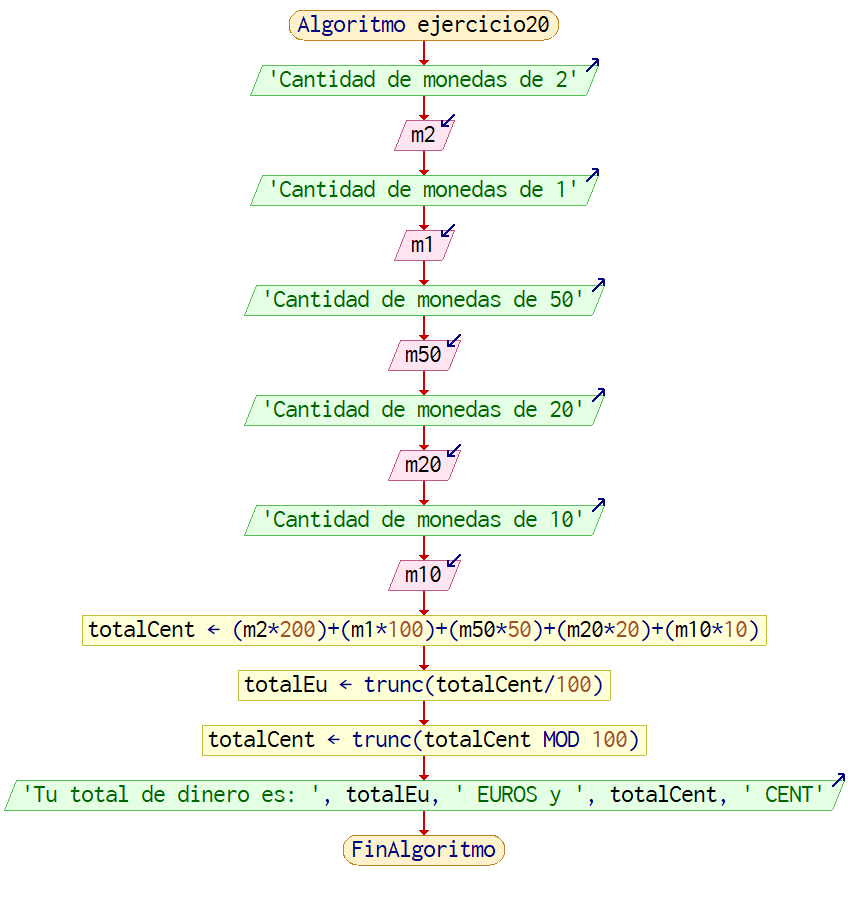 Algoritmo ejercicio20
'Cantidad de monedas de 2'
m2
'Cantidad de monedas de 1'
m1
'Cantidad de monedas de 50'
m50
'Cantidad de monedas de 20'
m20
'Cantidad de monedas de 10'
m10
totalCent ← (m2*200)+(m1*100)+(m50*50)+(m20*20)+(m10*10)
totalEu ← trunc(totalCent/100)
totalCent ← trunc(totalCent MOD 100)
'Tu total de dinero es: ', totalEu, ' EUROS y ', totalCent, ' CENT'
FinAlgoritmo